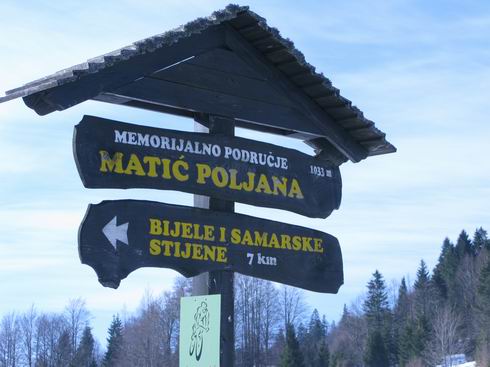 MEMORIJALNO PODRUČJE 1033 m
MATIĆ POLJANA
BIJELE I SAMARSKE
STIJENE 7 km